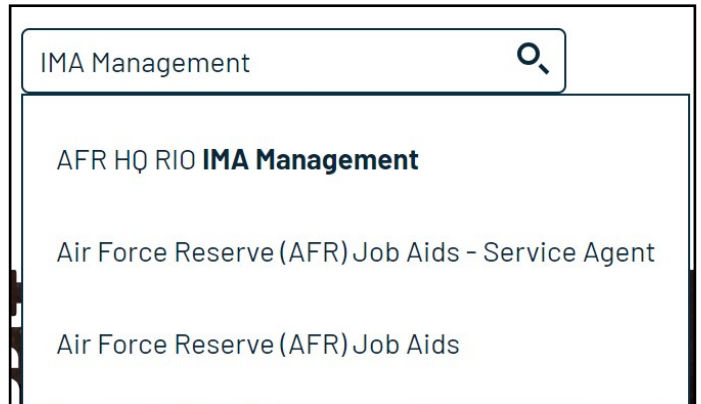 IMA Management
AFR HQ RIO IMA Management
Air Force Reserve (AFR) Job Aids - Service Agent
Air Force Reserve (AFR) Job Aids